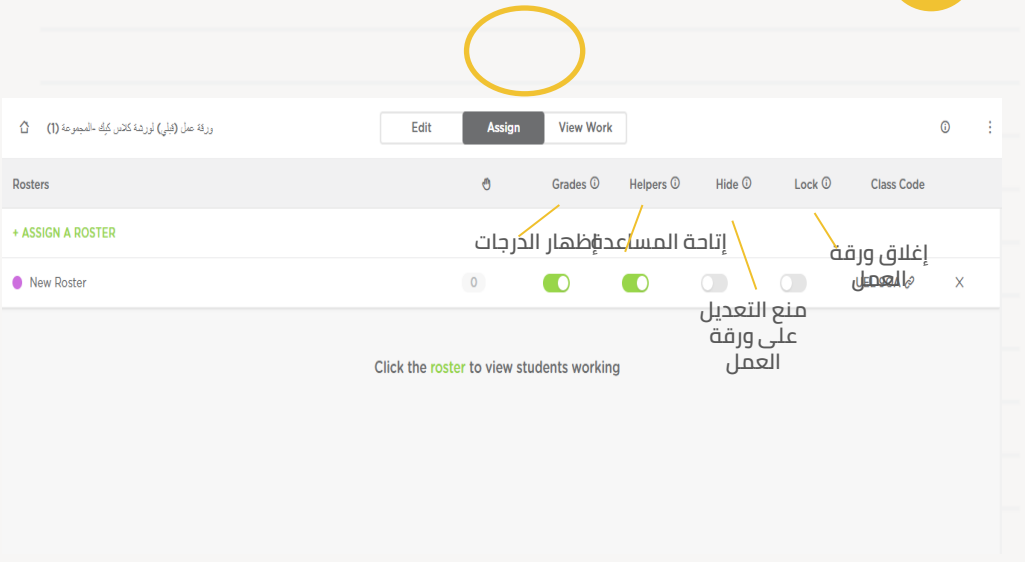 ورقة عمل (قبلي) لورشة كلاس كيك -المجموعة (1)
Edit
Assign
View Work
Rosters
Grades
Helpers
Hide
Lock
Class Code
+ ASSIGN A ROSTER
إظهار الدرجات
إتاحة المساعدة
إغلاق ورقة
العمل
New Roster
0
X
منع التعديل
على ورقة
العمل
Click the roster to view students working